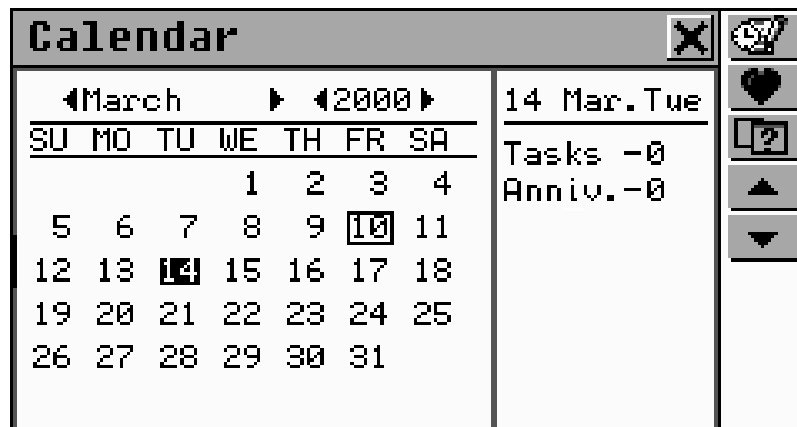 Calendar
March 2000
SU MO TU WE TH FR SA
1 2 3 4
5 6 7 8 9 10 11
12 13 14 15 16 17 18
19 20 21 22 23 24 25
26 27 28 29 30 31
14 Mar.Tue
Tasks -0
Anniv.-0
?